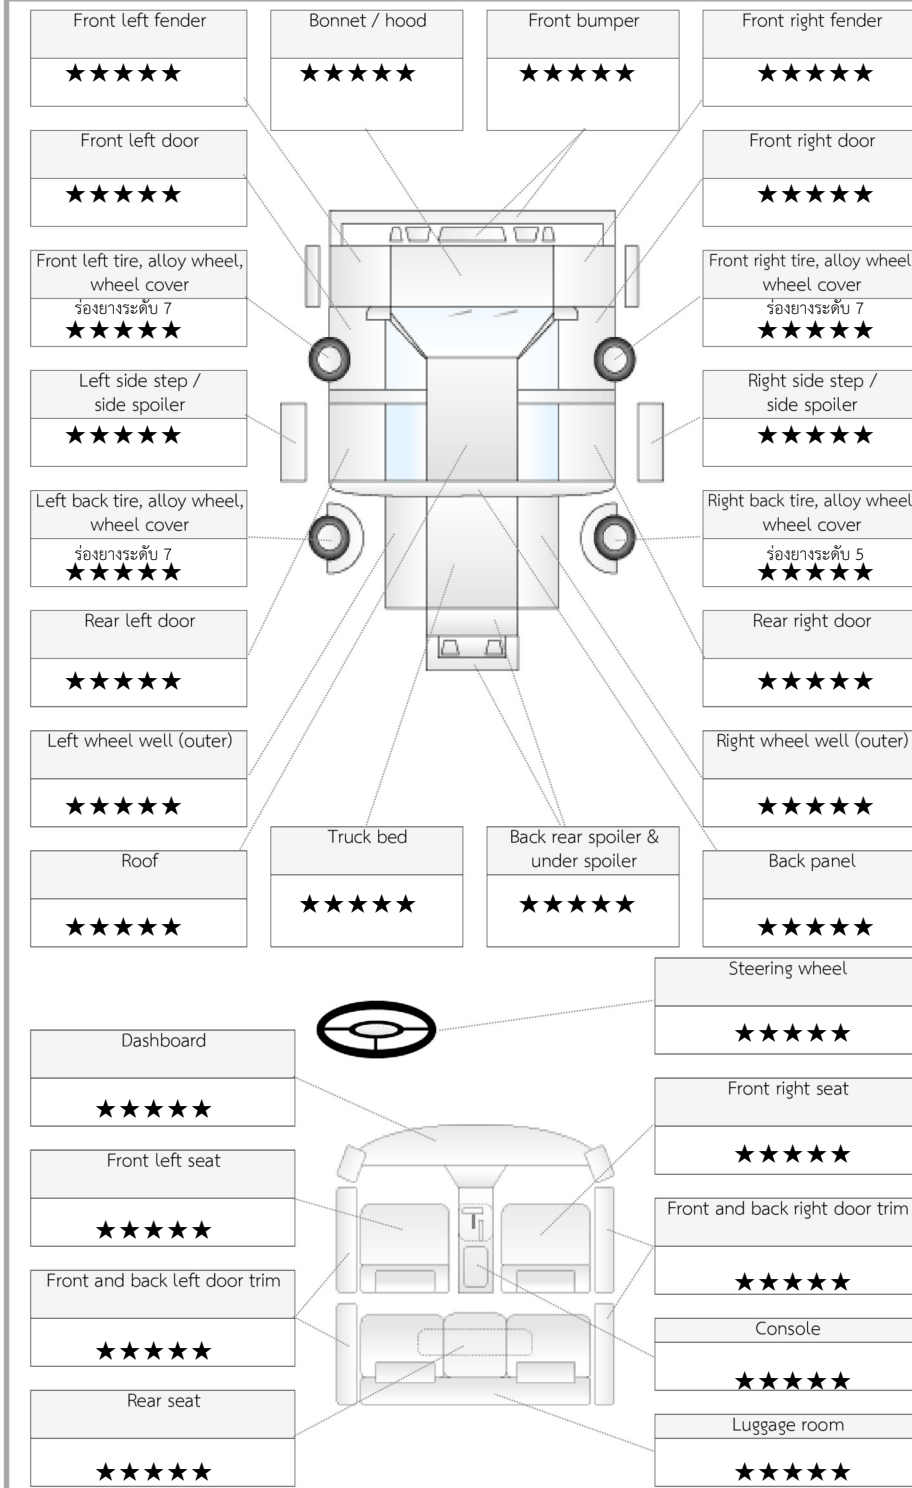 Front left fender
★★★★★
Bonnet / hood
★★★★★
Front bumper
★★★★★
Front right fender
★★★★★
Front left door
★★★★★
Front right door
★★★★★
Front left tire, alloy wheel,
wheel cover
ร่องยางระดับ 7
★★★★★
Front right tire, alloy wheel
wheel cover
ร่องยางระดับ 7
★★★★★
Left side step /
side spoiler
★★★★★
Right side step /
side spoiler
★★★★★
Left back tire, alloy wheel,
wheel cover
ร่องยางระดับ 7
★★★★★
Right back tire, alloy wheel
wheel cover
ร่องยางระดับ 5
★★★★★
Rear left door
★★★★★
Rear right door
★★★★★
Left wheel well (outer)
★★★★★
Right wheel well (outer)
★★★★★
Roof
★★★★★
Truck bed
★★★★★
Back rear spoiler &
under spoiler
★★★★★
Back panel
★★★★★
Steering wheel
★★★★★
Dashboard
★★★★★
Front right seat
★★★★★
Front left seat
★★★★★
Front and back right door trim
★★★★★
Front and back left door trim
★★★★★
Console
★★★★★
Rear seat
★★★★★
Luggage room
★★★★★